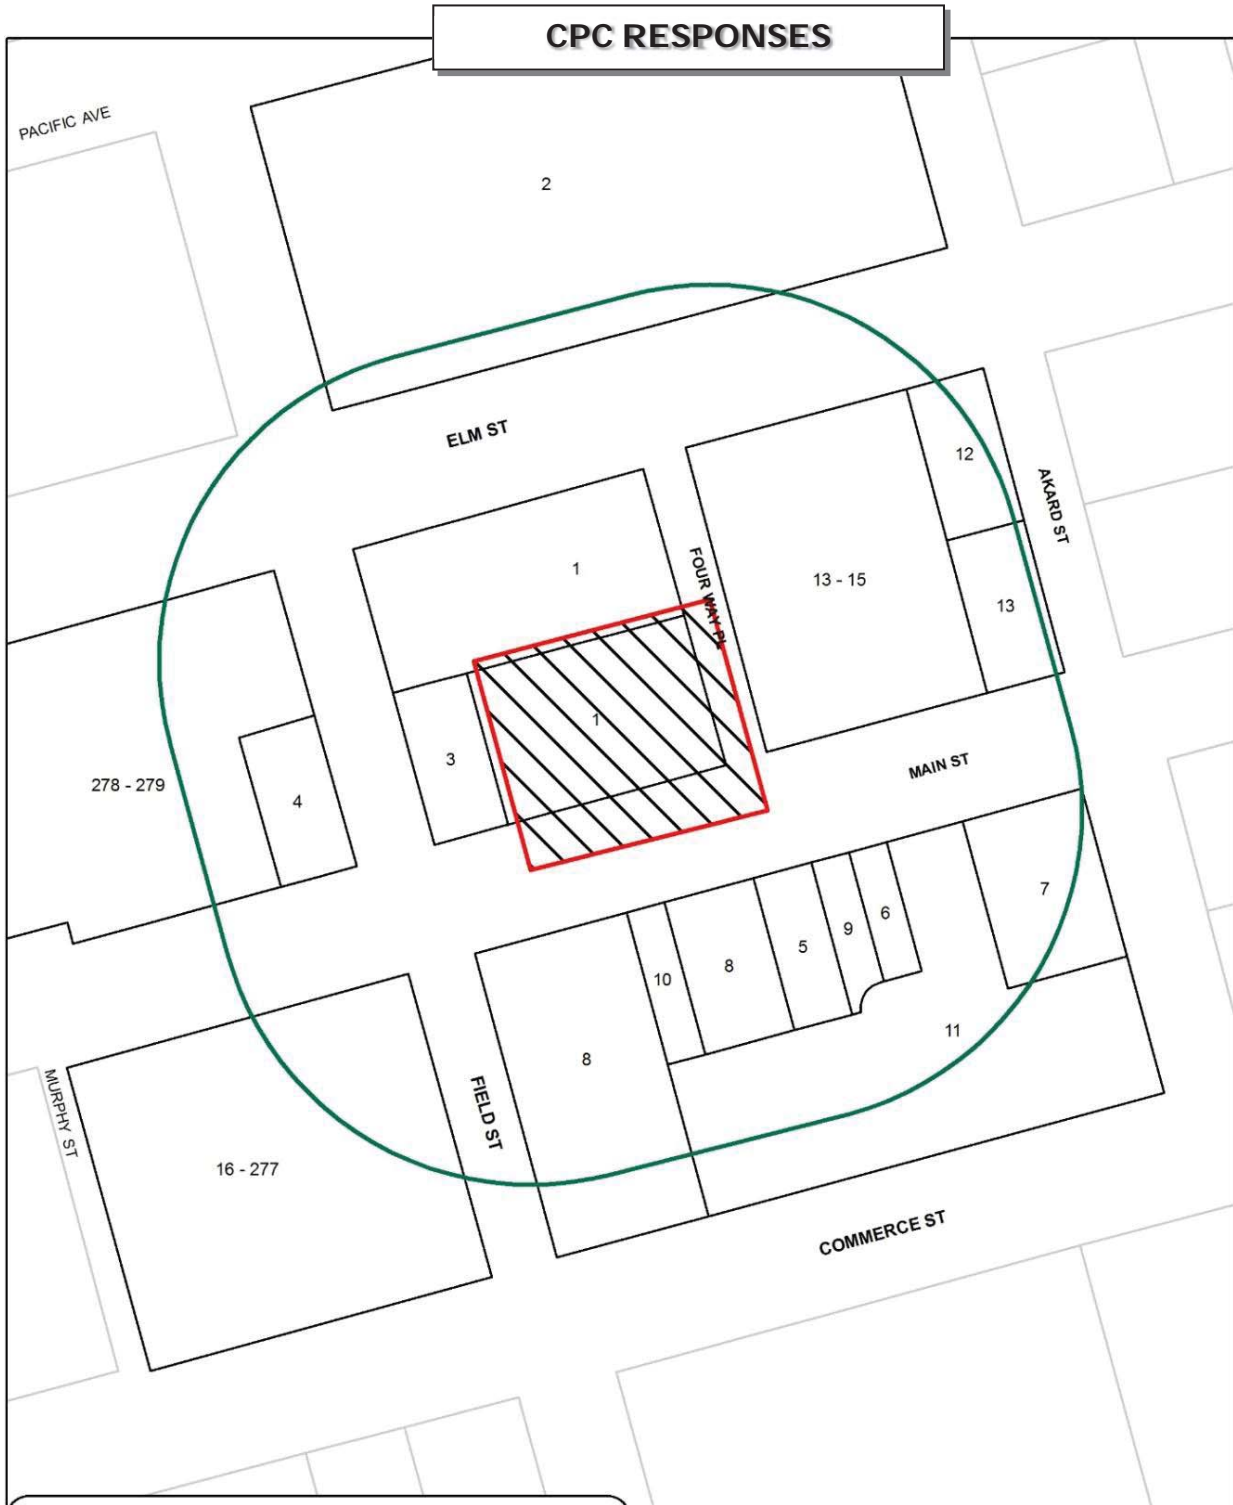 CPC RESPONSES
PACIFIC AVE
2
ELM ST
12
AKARD ST
1
FOUR WAY PL
13 - 15
13
1
3
MAIN ST
278 - 279
4
7
6
9
5
8
10
11
8
FIELD ST
MURPHY ST
16 - 277
COMMERCE ST